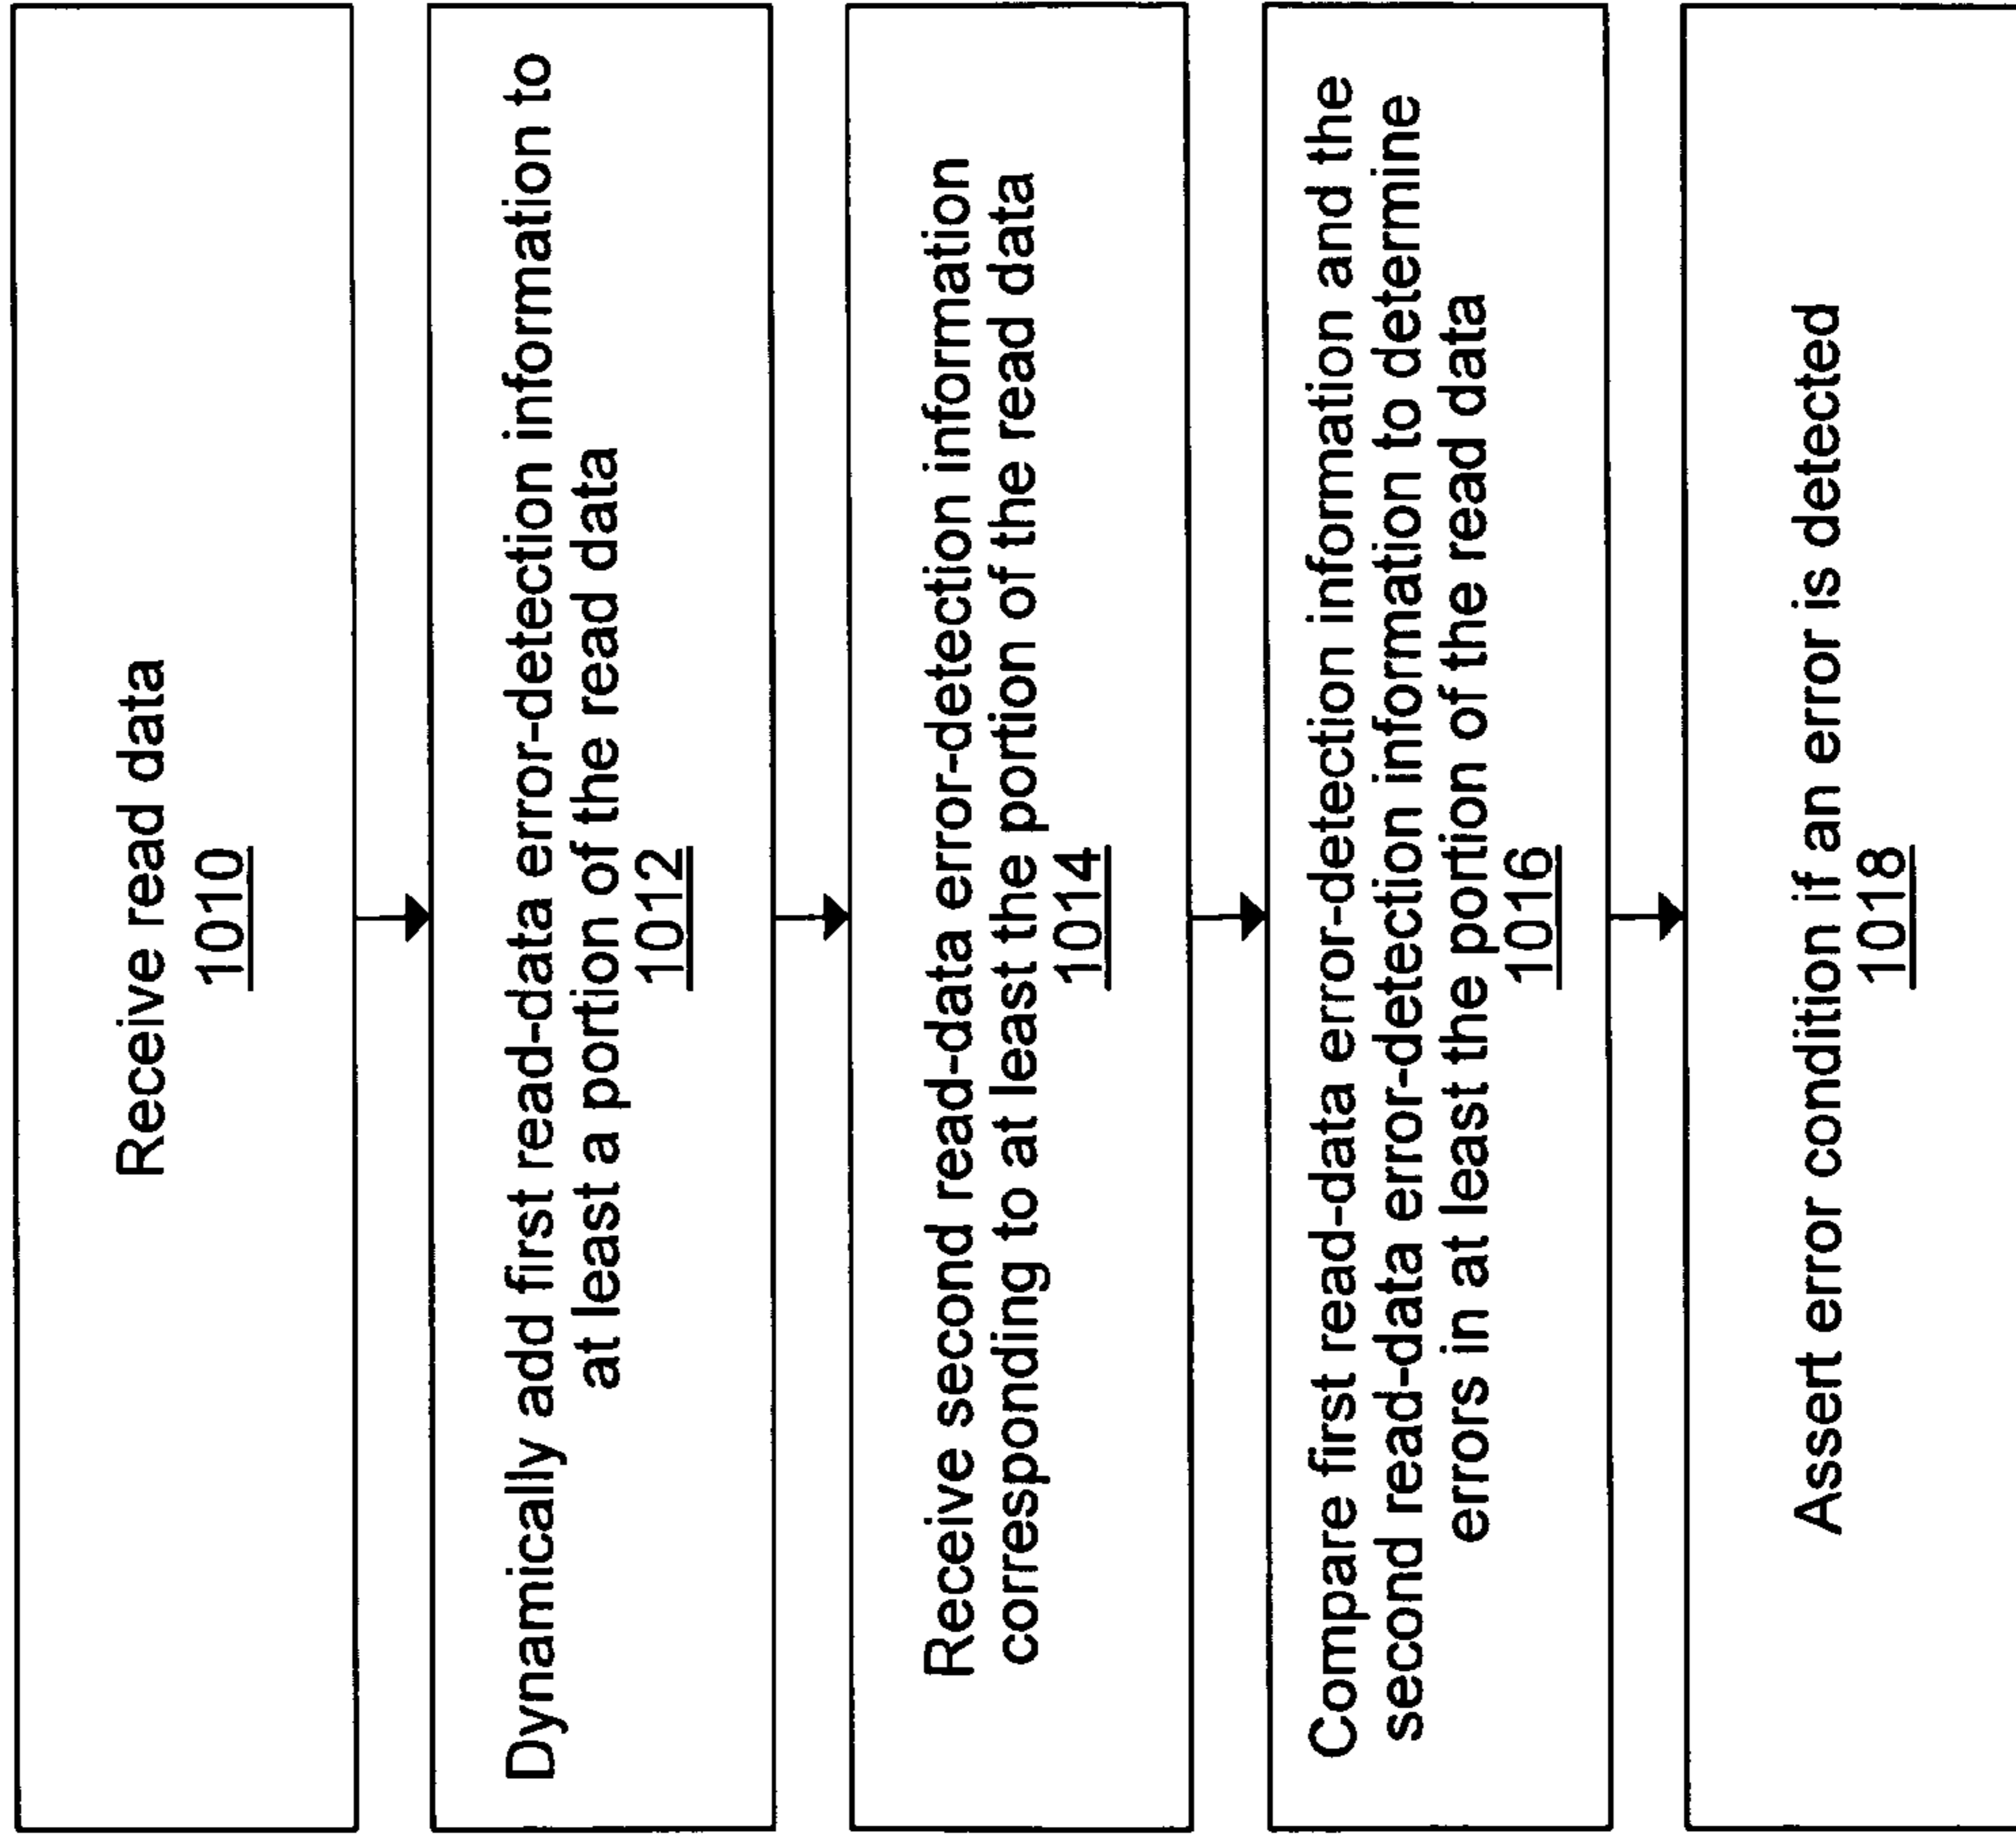 Receive read data
1010
Dynamically add first read-data error-detection information to
at least a portion of the read data
1012
Receive second read-data error-detection information
corresponding to at least the portion of the read data
1014
Compare first read-data error-detection information and the
second read-data error-detection information to determine
errors in at least the portion of the read data
1016
Assert error condition if an error is detected
1018